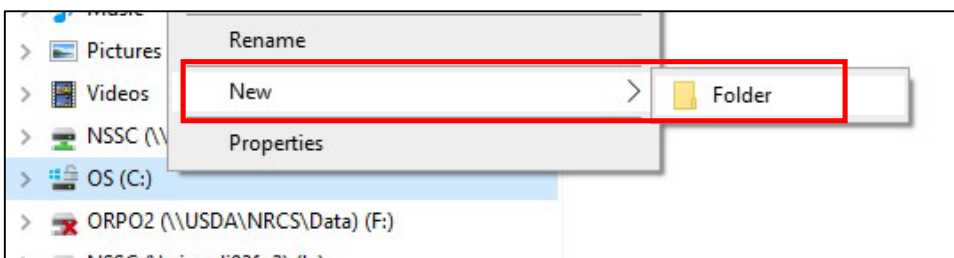 Music
Pictures
Rename
Videos
New
Folder
NSSC (\\
Properties
OS (C:)
ORPO2 (\\USDA\NRCS\Data) (F:)